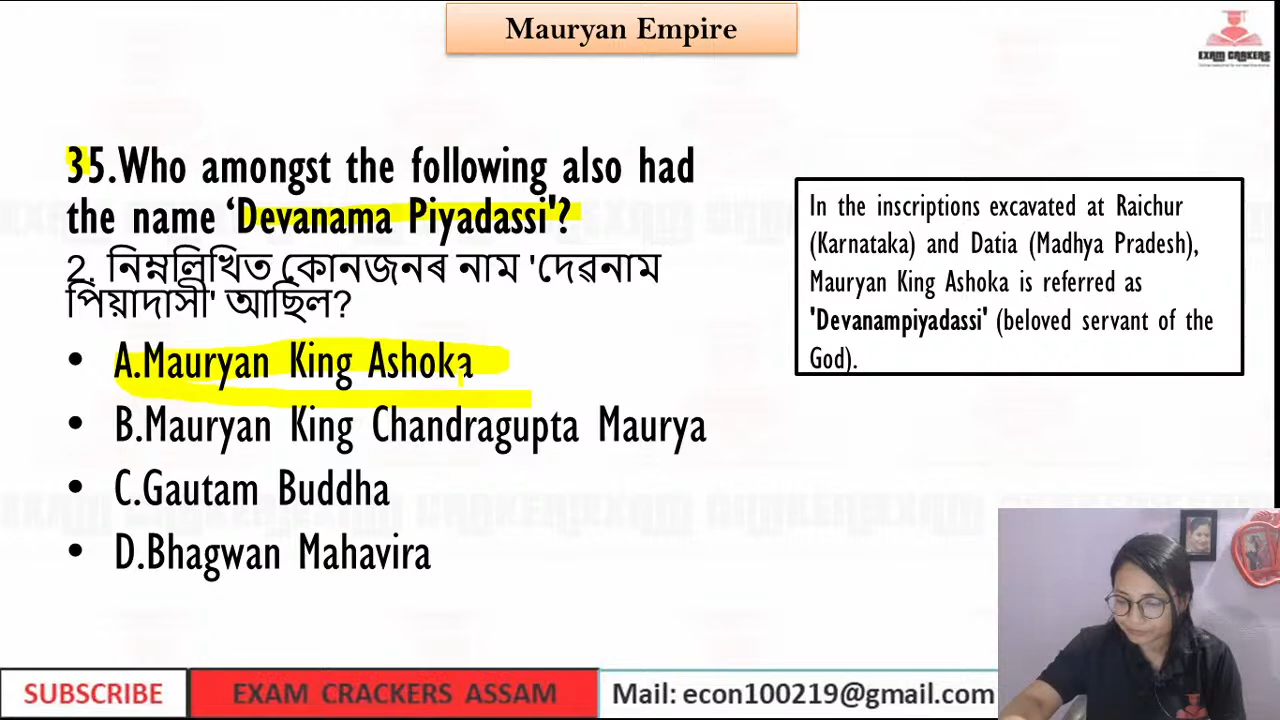 Mauryan Empire
EXAM CRACKERS
35.Who amongst the following also had
the name ‘Devanama Piyadassi'?
2. নিম্নলিখিত কোনজনৰ নাম 'দেৱনাম
পিয়াদাসী' আছিল?
• A.Mauryan King Ashoka
• B.Mauryan King Chandragupta Maurya
• C.Gautam Buddha
• D.Bhagwan Mahavira
In the inscriptions excavated at Raichur
(Karnataka) and Datia (Madhya Pradesh),
Mauryan King Ashoka is referred as
'Devanampiyadassi' (beloved servant of the
God).
SUBSCRIBE
EXAM CRACKERS ASSAM
Mail: econ100219@gmail.com